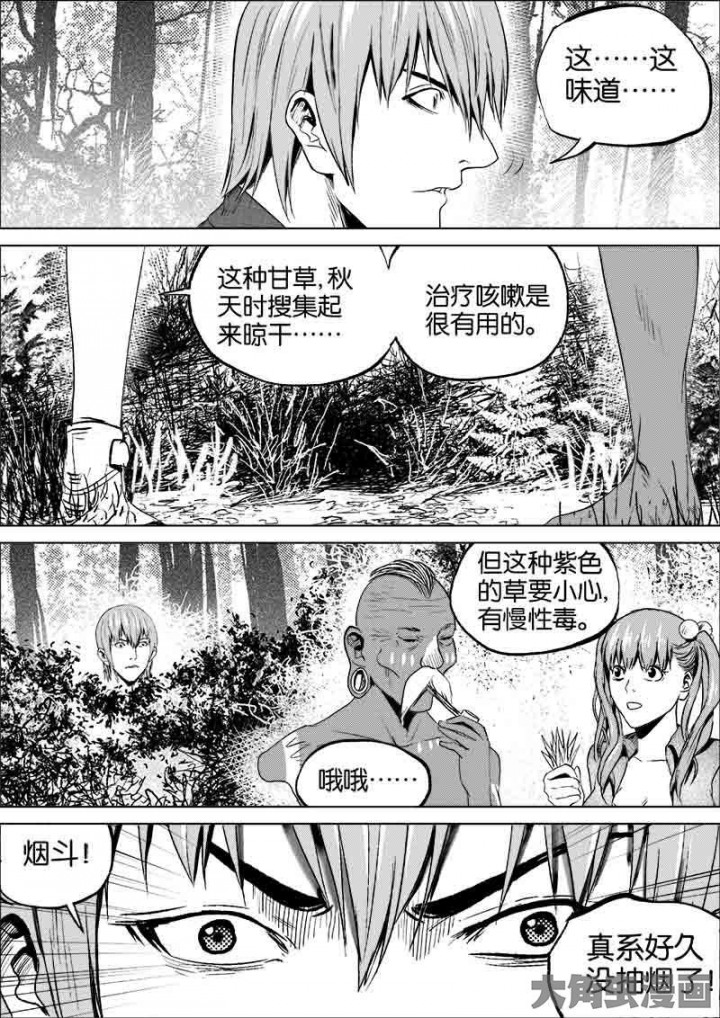 这……这
味道……
这种甘草,秋
天时搜集起
来晾干……
治疗咳嗽是
很有用的。
但这种紫色
的草要小心,
有慢性毒。
哦哦……
烟斗!
真系好久
没抽烟了!
大角虫漫画